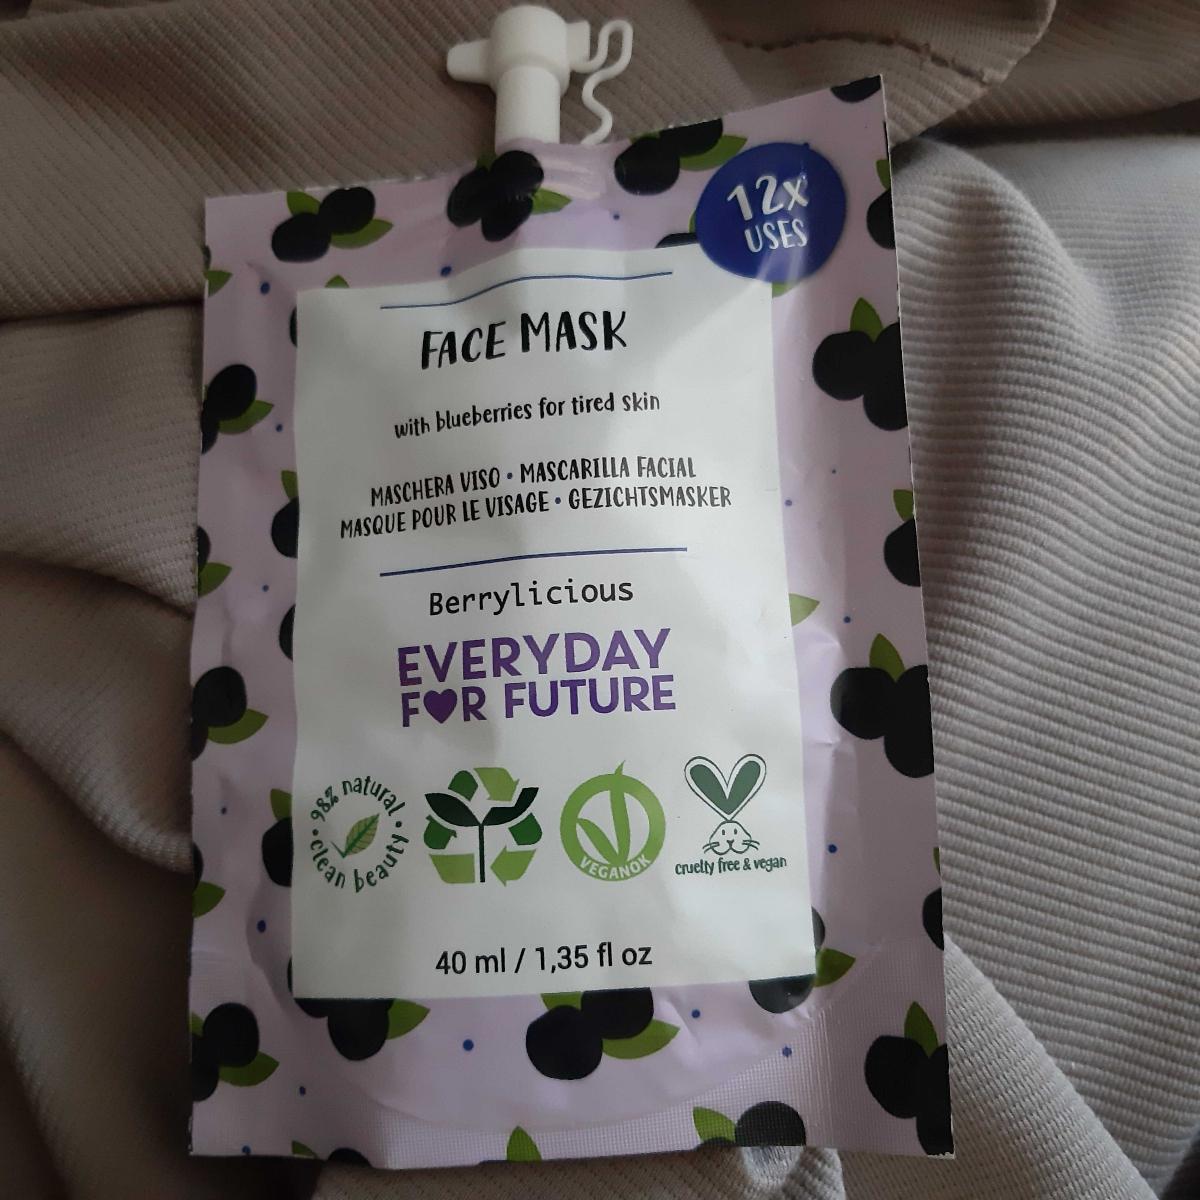 12x
USES
FACE MASK
with blueberries for tired skin
MASCHERA VISO • MASCARILLA FACIAL
MASQUE POUR LE VISAGE • GEZICHTSMASKER
Berrylicious
EVERYDAY
FOR FUTURE
• 98% natural •
clean beauty
VEGANOK
cruelty free & vegan
40 ml / 1,35 fl oz